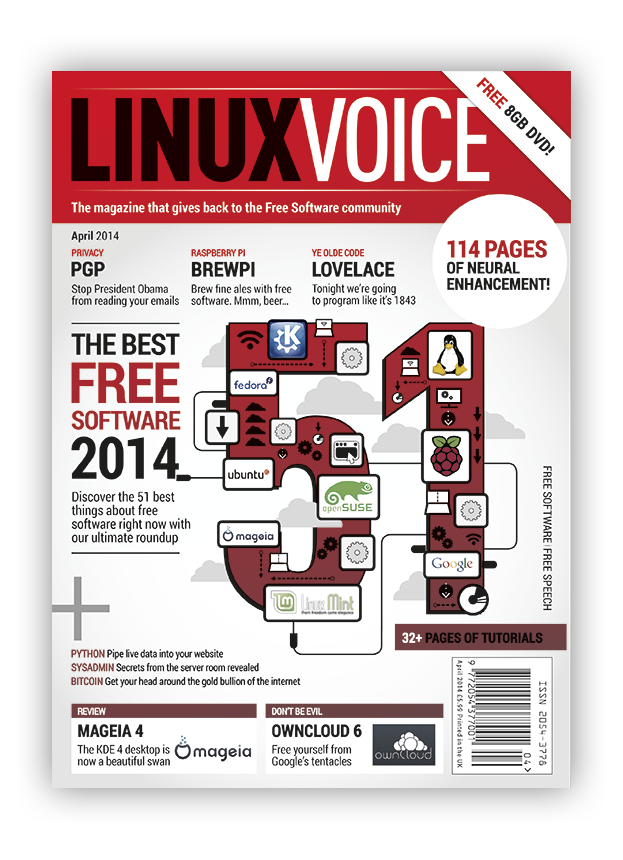 FREE 8GB DVD!
LINUXVOICE
The magazine that gives back to the Free Software community
114 PAGES
OF NEURAL
ENHANCEMENT!
April 2014
PRIVACY
PGP
Stop President Obama
from reading your emails
RASPBERRY PI
BREWPI
Brew fine ales with free
software. Mmm, beer...
YE OLDE CODE
LOVELACE
Tonight we're going
to program like it's 1843
THE BEST
FREE
SOFTWARE
2014
Discover the 51 best
things about free
software right now with
our ultimate roundup
51
K
fedora
ubuntu
openSUSE
mageia
Linux Mint
from freedom came elegance
Google
FREE SOFTWARE | FREE SPEECH
32+ PAGES OF TUTORIALS
PYTHON Pipe live data into your website
SYSADMIN Secrets from the server room revealed
BITCOIN Get your head around the gold bullion of the internet
REVIEW
MAGEIA 4
The KDE 4 desktop is
now a beautiful swan
mageia
DON'T BE EVIL
OWNCLOUD 6
Free yourself from
Google's tentacles
ownCloud
April 2014 £5.99 Printed in the UK
9 772054 377001
04>
ISSN 2054-3778